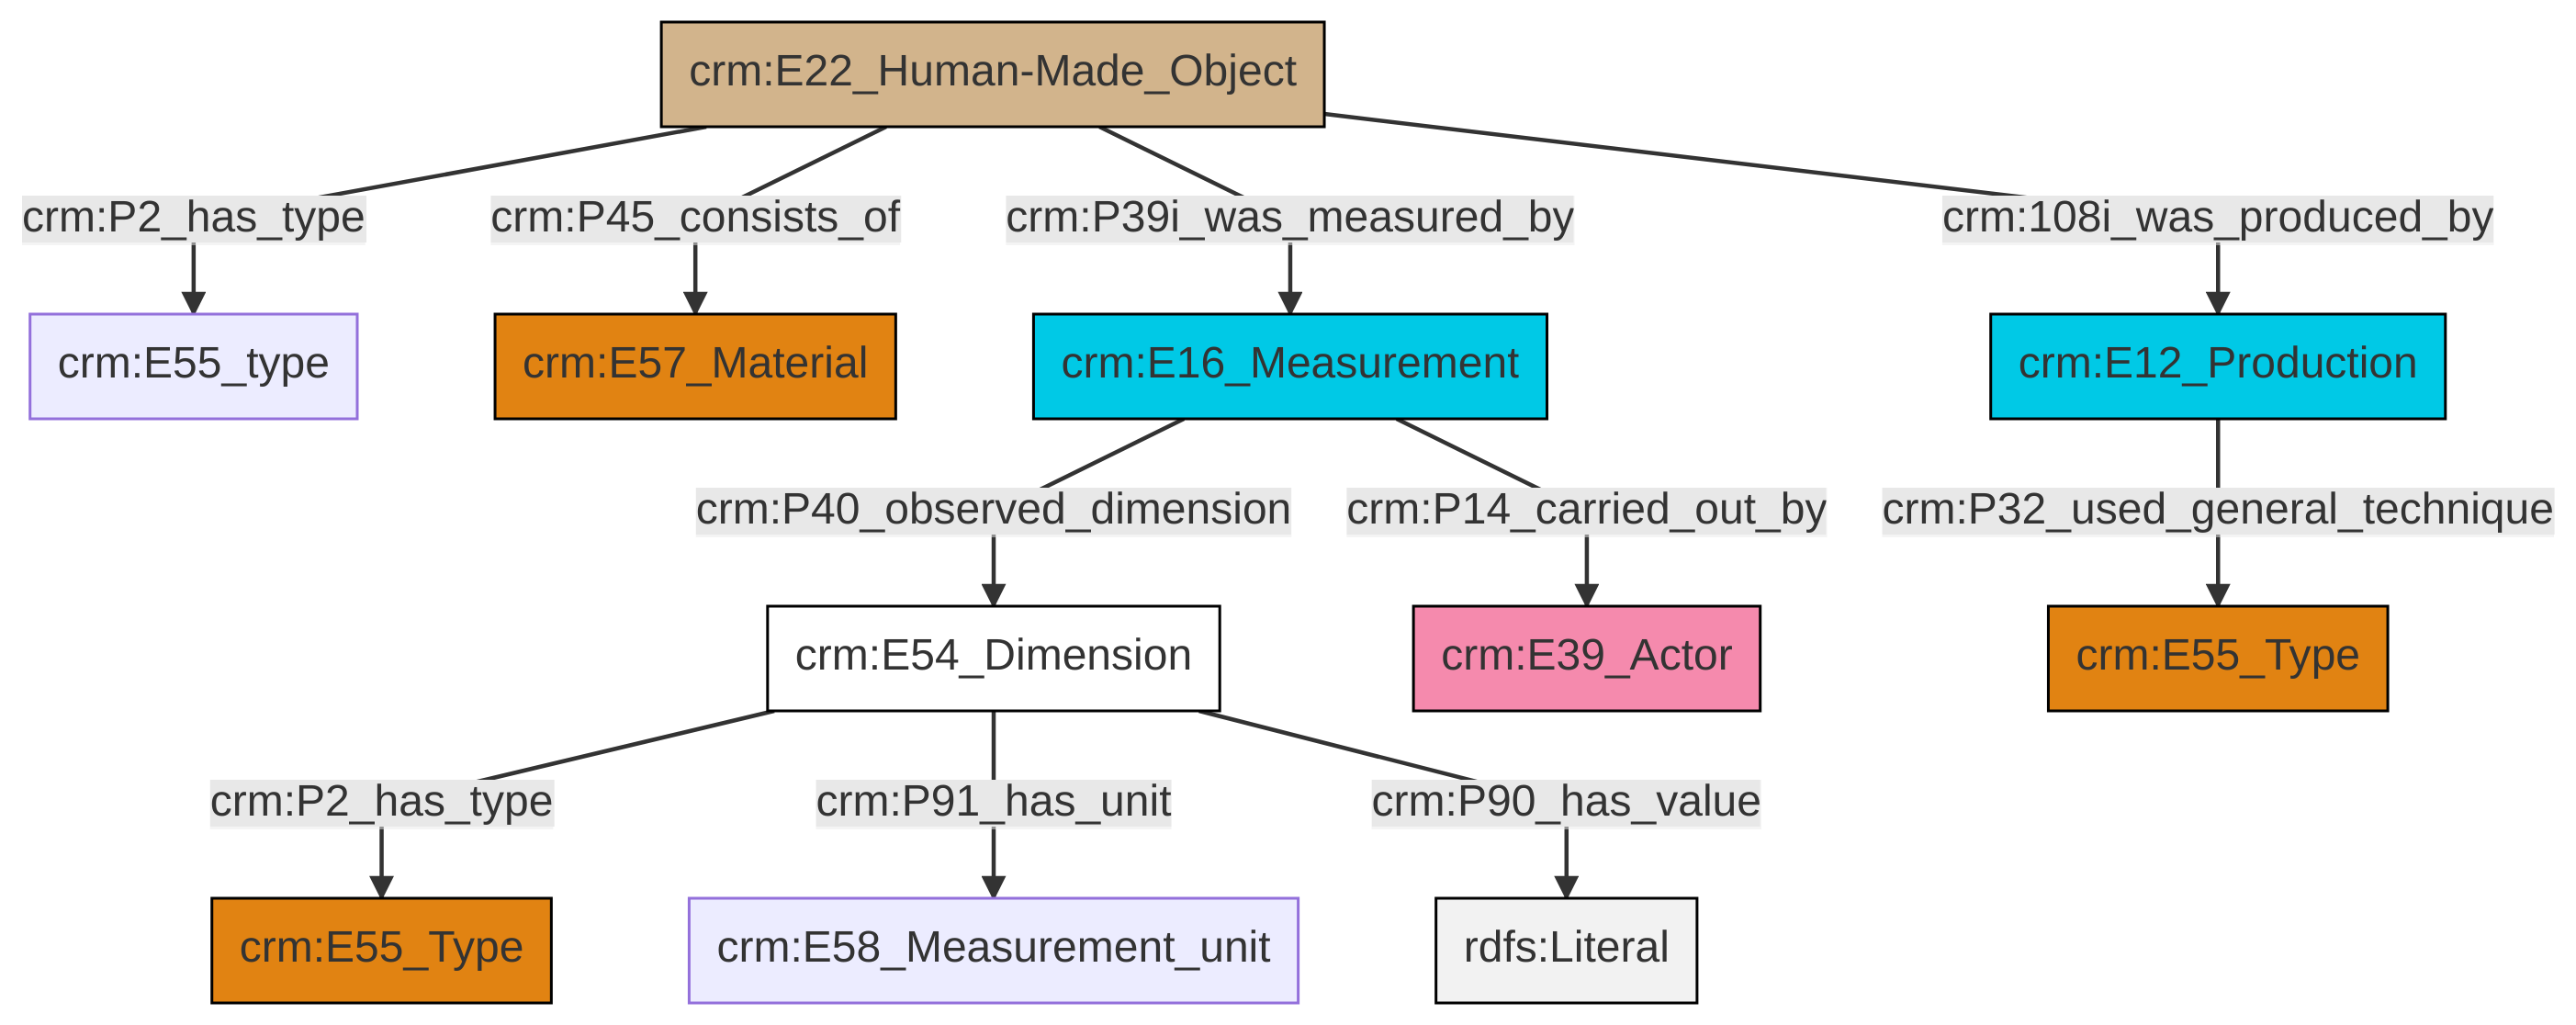 crm:E22_Human-Made_Object
crm:P2_has_type
crm:P45_consists_of
crm:P39i_was_measured_by
crm:108i_was_produced_by
crm:E55_type
crm:E57_Material
crm:E16_Measurement
crm:E12_Production
crm:P40_observed_dimension
crm:P14_carried_out_by
crm:P32_used_general_technique
crm:E54_Dimension
crm:E39_Actor
crm:E55_Type
crm:P2_has_type
crm:P91_has_unit
crm:P90_has_value
crm:E55_Type
crm:E58_Measurement_unit
rdfs:Literal